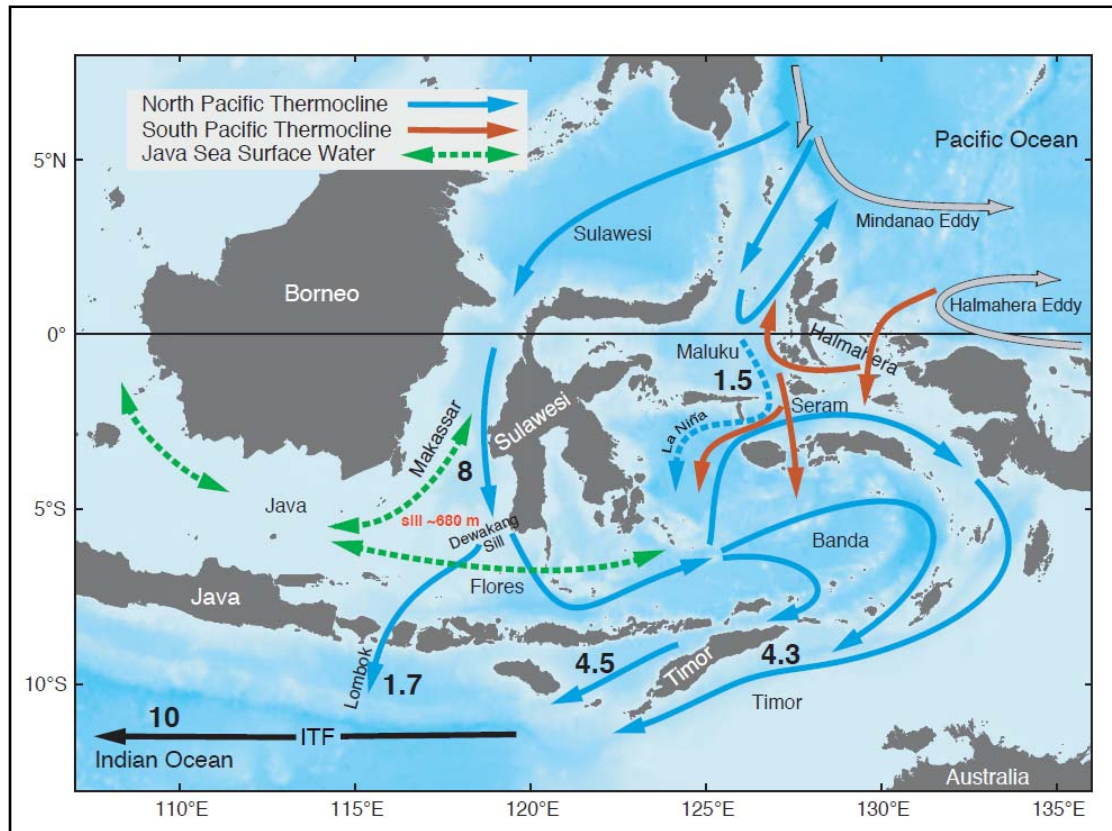 North Pacific Thermocline
South Pacific Thermocline
Java Sea Surface Water
Pacific Ocean
5°N
Mindanao Eddy
Sulawesi
Borneo
Halmahera Eddy
0°
Halmahera
Maluku
1.5
Seram
Makassar
Sulawesi
La Niña
8
5°S
Java
sill ~680 m
Dewakang
Sill
Banda
Flores
Java
4.5
Timor
4.3
Lombok
1.7
10°S
Timor
10
ITF
Indian Ocean
Australia
110°E
115°E
120°E
125°E
130°E
135°E